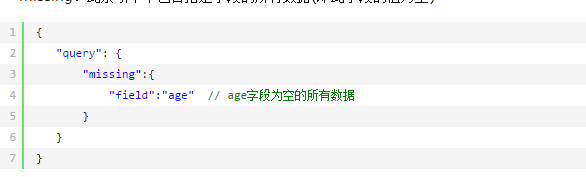 1 {
2 "query": {
3 "missing":{
4 "field":"age" // age字段为空的所有数据
5 }
6 }
7 }